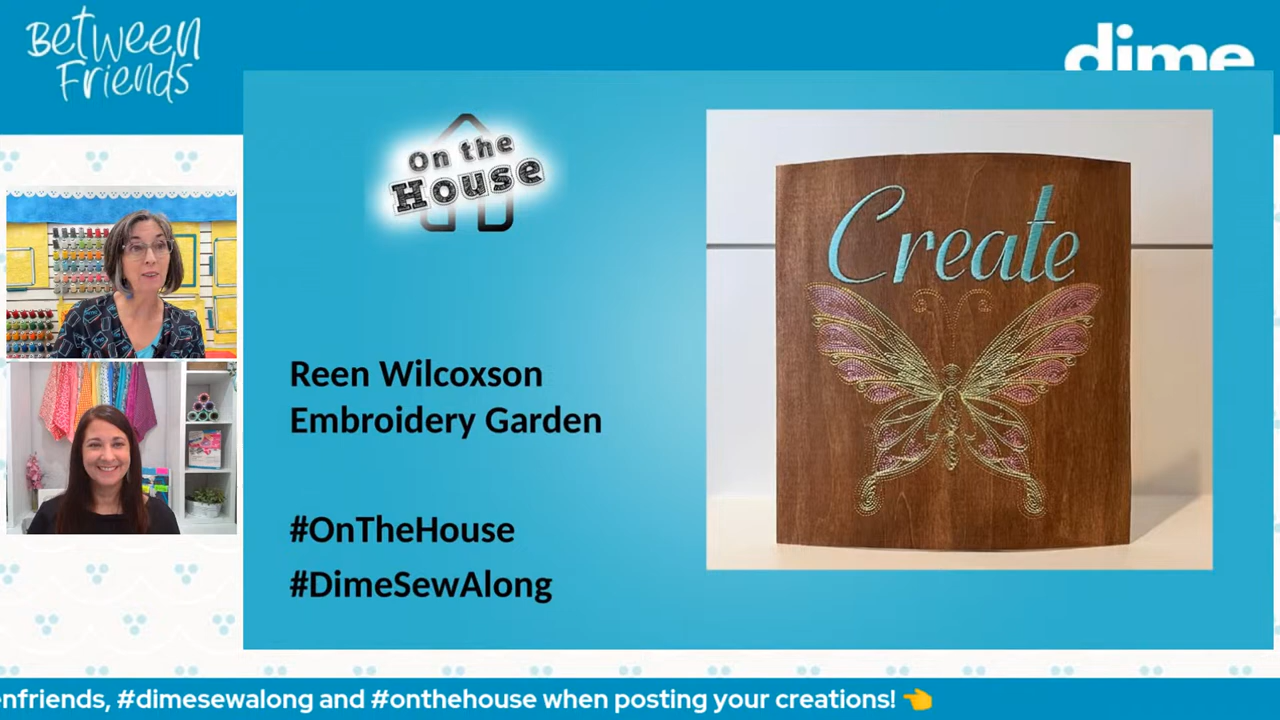 Between
Friends
dime
On the
House
Create
Reen Wilcoxson
Embroidery Garden
#OnTheHouse
#DimeSewAlong
enfriends, #dimesewalong and #onthehouse when posting your creations! 👈